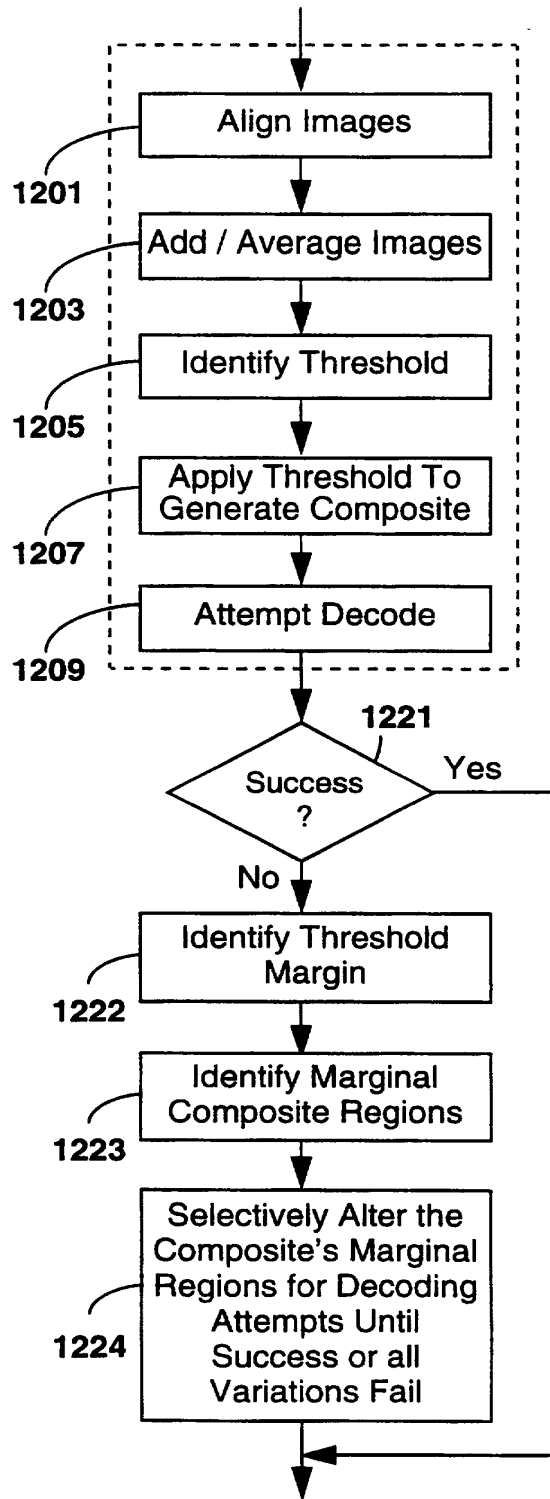 Align Images
1201
Add / Average Images
1203
Identify Threshold
1205
Apply Threshold To
Generate Composite
1207
Attempt Decode
1209
1221
Success
?
Yes
No
Identify Threshold
Margin
1222
Identify Marginal
Composite Regions
1223
Selectively Alter the
Composite's Marginal
Regions for Decoding
Attempts Until
Success or all
Variations Fail
1224